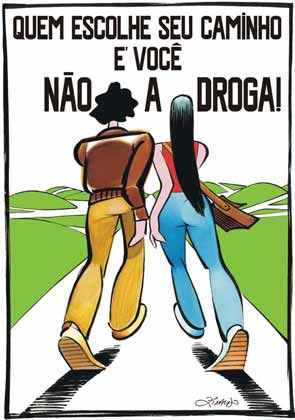 QUEM ESCOLHE SEU CAMINHO
E' VOCÊ
NÃO A DROGA!